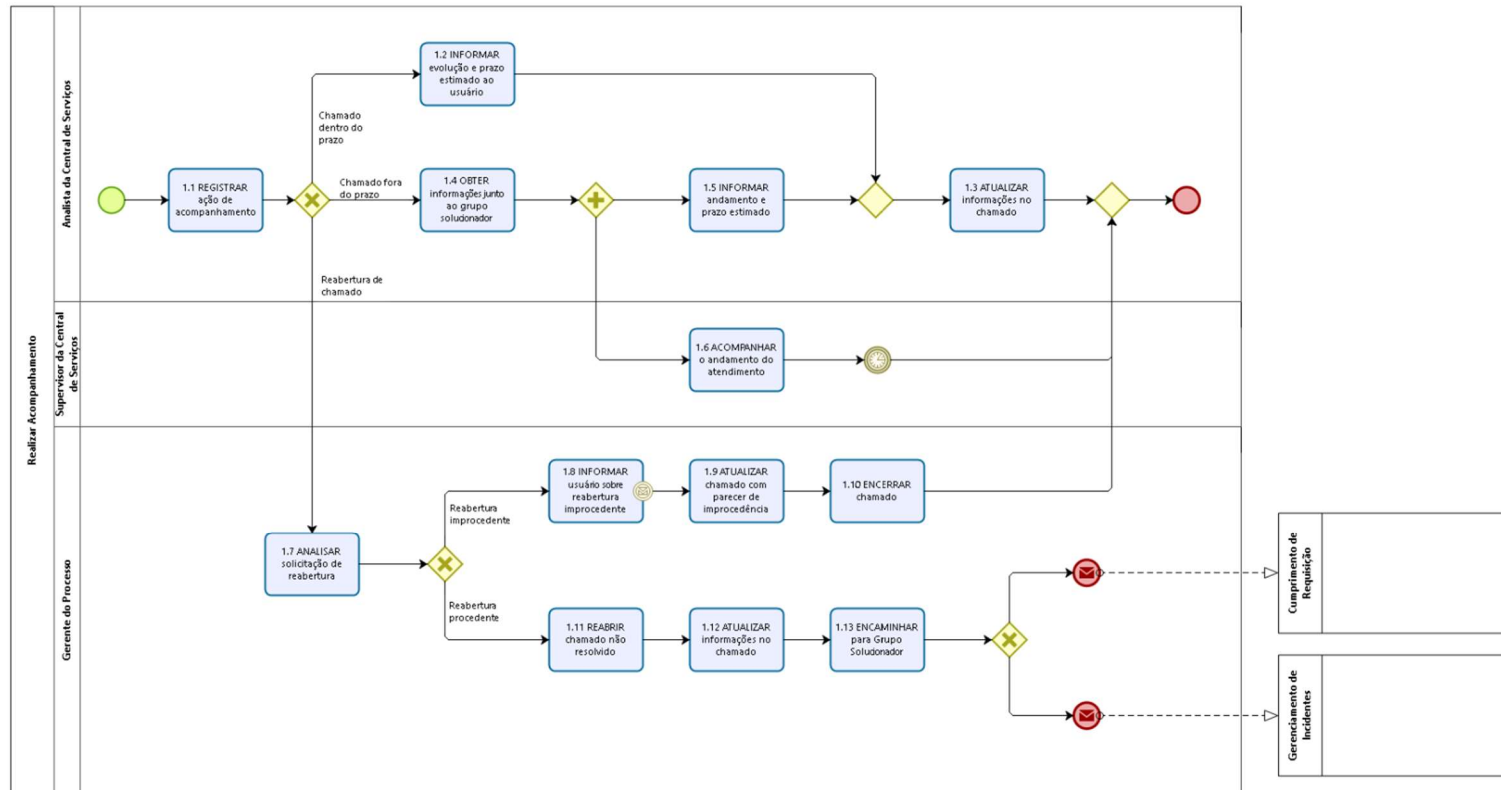 Realizar Acompanhamento
Analista da Central de Serviços
1.1 REGISTRAR
ação de
acompanhamento
Chamado
dentro do
prazo
1.2 INFORMAR
evolução e prazo
estimado ao
usuário
Chamado fora
do prazo
1.4 OBTER
informações junto
ao grupo
solucionador
1.5 INFORMAR
andamento e
prazo estimado
1.3 ATUALIZAR
informações no
chamado
Reabertura de
chamado
Supervisor da Central
de Serviços
1.6 ACOMPANHAR
o andamento do
atendimento
Gerente do Processo
1.7 ANALISAR
solicitação de
reabertura
Reabertura
improcedente
1.8 INFORMAR
usuário sobre
reabertura
improcedente
1.9 ATUALIZAR
chamado com
parecer de
improcedência
1.10 ENCERRAR
chamado
Reabertura
procedente
1.11 REABRIR
chamado não
resolvido
1.12 ATUALIZAR
informações no
chamado
1.13 ENCAMINHAR
para Grupo
Solucionador
Cumprimento de
Requisição
Gerenciamento de
Incidentes